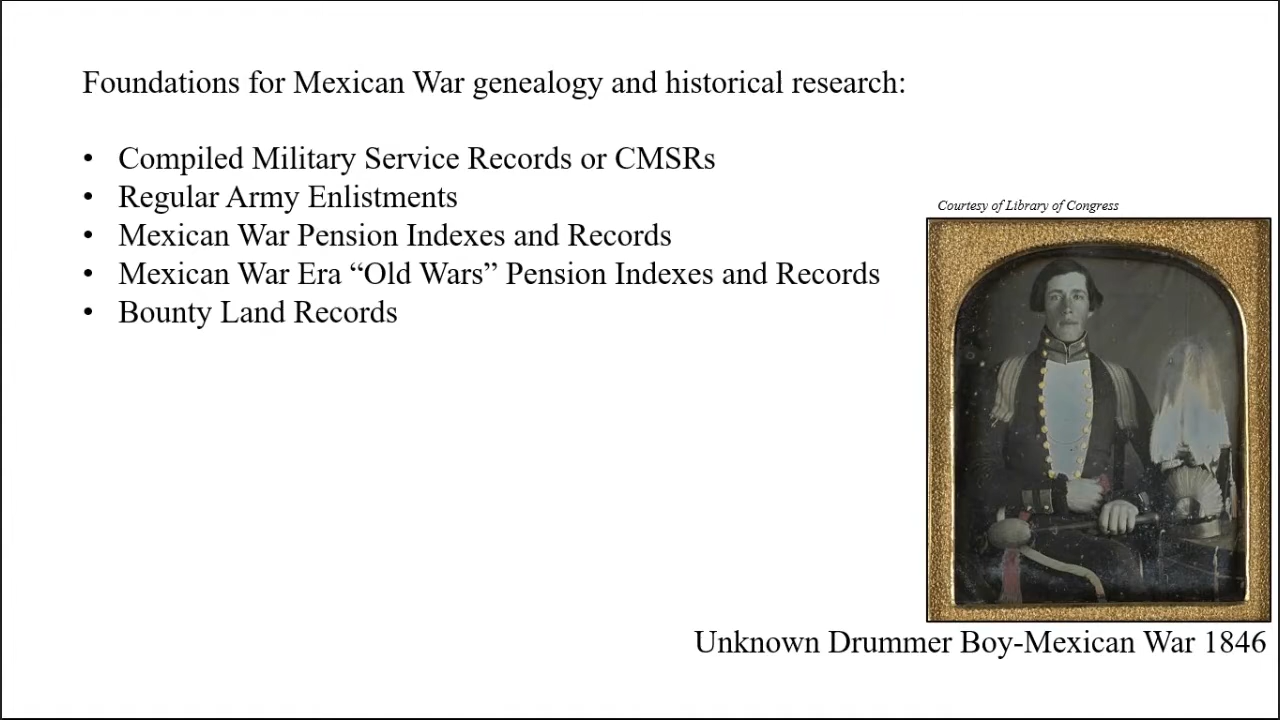 Foundations for Mexican War genealogy and historical research:
• Compiled Military Service Records or CMSRs
• Regular Army Enlistments
• Mexican War Pension Indexes and Records
• Mexican War Era “Old Wars” Pension Indexes and Records
• Bounty Land Records
Courtesy of Library of Congress
Unknown Drummer Boy-Mexican War 1846